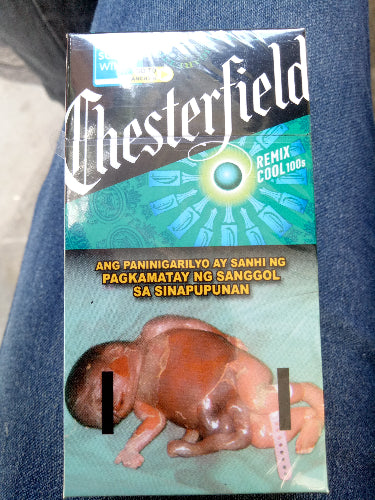 Chesterfield
REMIX
COOL 100s
ANG PANINIGARILYO AY SANHI NG
PAGKAMATAY NG SANGGOL
SA SINAPUPUNAN